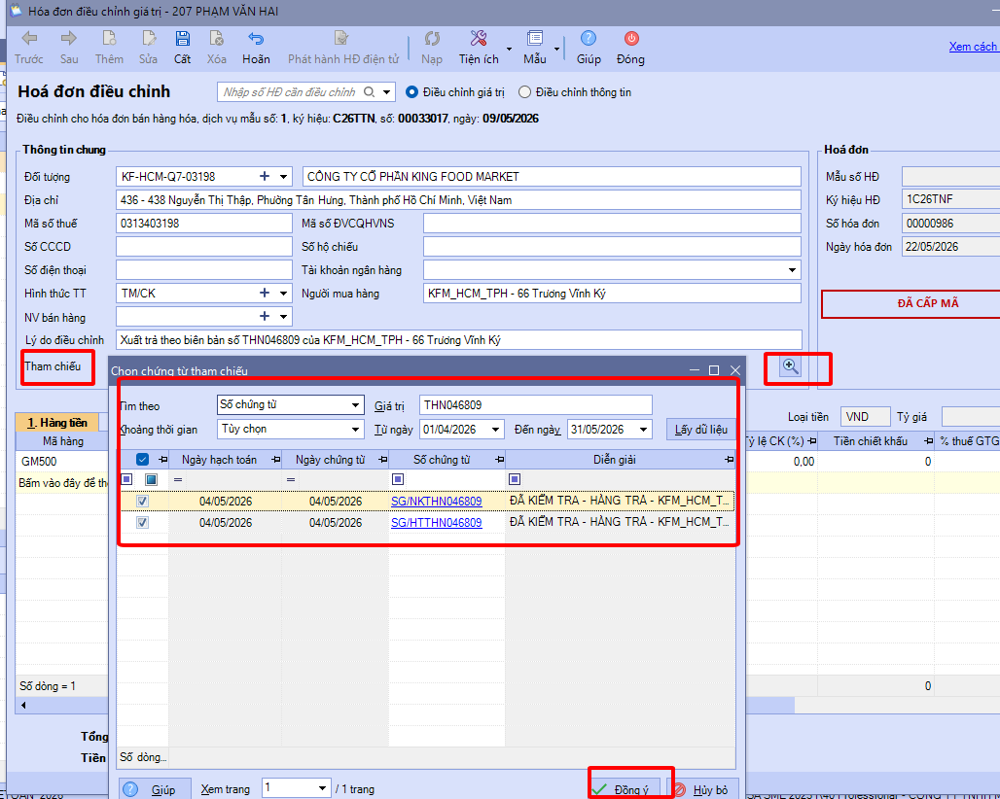 Hóa đơn điều chỉnh giá trị - 207 PHẠM VĂN HAI
Trước Sau Thêm Sửa Cất Xóa Hoãn Phát hành HĐ điện tử Nạp Tiện ích Mẫu Giúp Đóng
Xem cách
Hoá đơn điều chỉnh
Nhập số HĐ cần điều chỉnh
Điều chỉnh giá trị Điều chỉnh thông tin
Điều chỉnh cho hóa đơn bán hàng hóa, dịch vụ mẫu số: 1, ký hiệu: C26TTN, số: 00033017, ngày: 09/05/2026
Thông tin chung
Đối tượng KF-HCM-Q7-03198 CÔNG TY CỔ PHẦN KING FOOD MARKET
Địa chỉ 436 - 438 Nguyễn Thị Thập, Phường Tân Hưng, Thành phố Hồ Chí Minh, Việt Nam
Mã số thuế 0313403198 Mã số ĐVCQHVNS
Số CCCD Số hộ chiếu
Số điện thoại Tài khoản ngân hàng
Hình thức TT TM/CK Người mua hàng KFM_HCM_TPH - 66 Trương Vĩnh Ký
NV bán hàng
Lý do điều chỉnh Xuất trả theo biên bản số THN046809 của KFM_HCM_TPH - 66 Trương Vĩnh Ký
Tham chiếu
Hoá đơn
Mẫu số HĐ
Ký hiệu HĐ 1C26TNF
Số hóa đơn 00000986
Ngày hóa đơn 22/05/2026
ĐÃ CẤP MÃ
Chọn chứng từ tham chiếu
Tìm theo Số chứng từ Giá trị THN046809
Khoảng thời gian Tùy chọn Từ ngày 01/04/2026 Đến ngày 31/05/2026 Lấy dữ liệu
Ngày hạch toán Ngày chứng từ Số chứng từ Diễn giải
= =
04/05/2026 04/05/2026 SG/NKTHN046809 ĐÃ KIỂM TRA - HÀNG TRẢ - KFM_HCM_T...
04/05/2026 04/05/2026 SG/HTTHN046809 ĐÃ KIỂM TRA - HÀNG TRẢ - KFM_HCM_T...
Số dòng...
Giúp Xem trang 1 / 1 trang Đồng ý Hủy bỏ
1. Hàng tiền
Loại tiền VND Tỷ giá
Mã hàng
Tỷ lệ CK (%) Tiền chiết khấu % thuế GTG
GM500
0,00 0
Bấm vào đây để th
Số dòng = 1
0
Tổng
Tiền